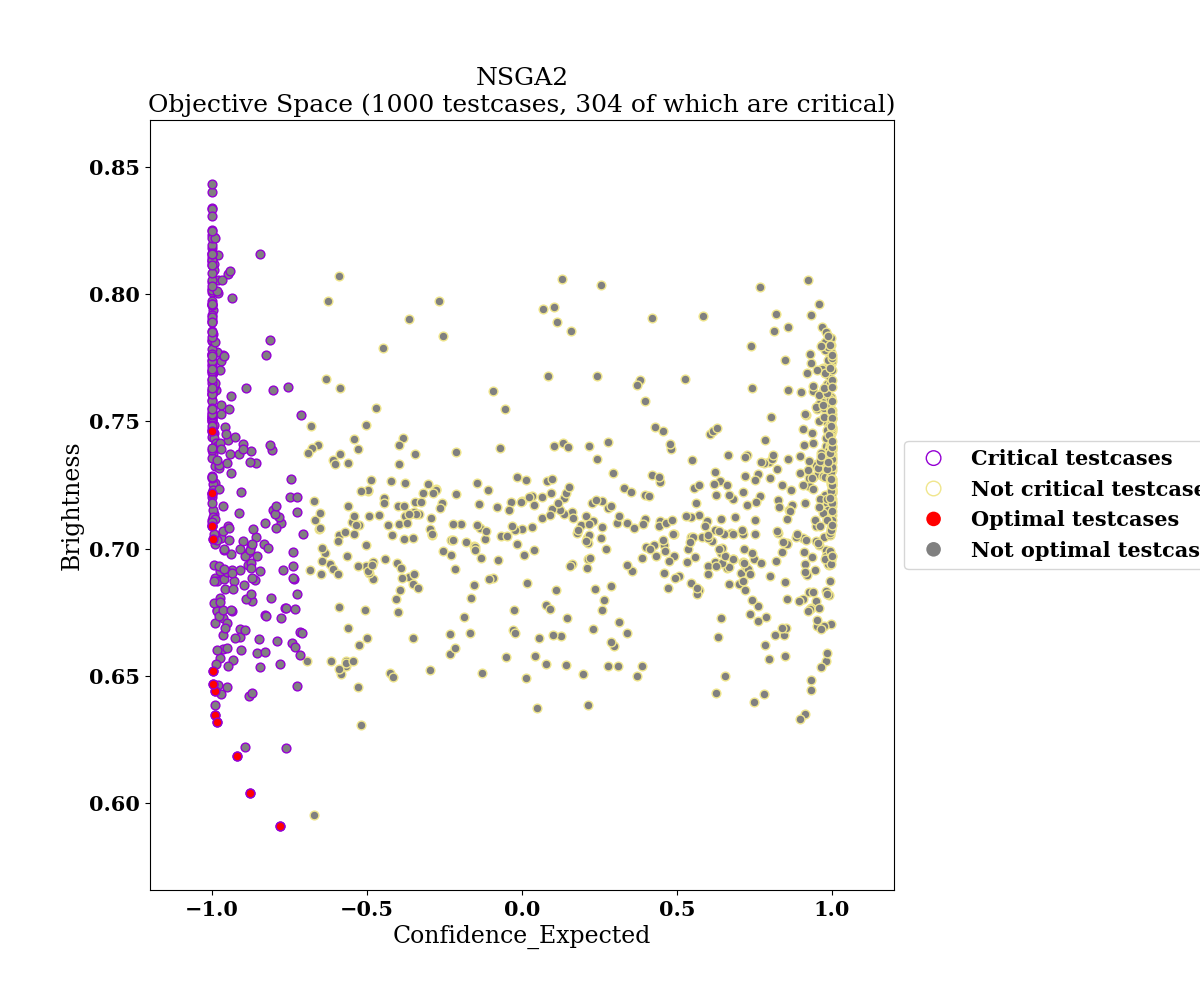 NSGA2
Objective Space (1000 testcases, 304 of which are critical)
0.85
0.80
0.75
0.70
0.65
0.60
Brightness
−1.0
−0.5
0.0
0.5
1.0
Confidence_Expected
Critical testcases
Not critical testcase
Optimal testcases
Not optimal testcas